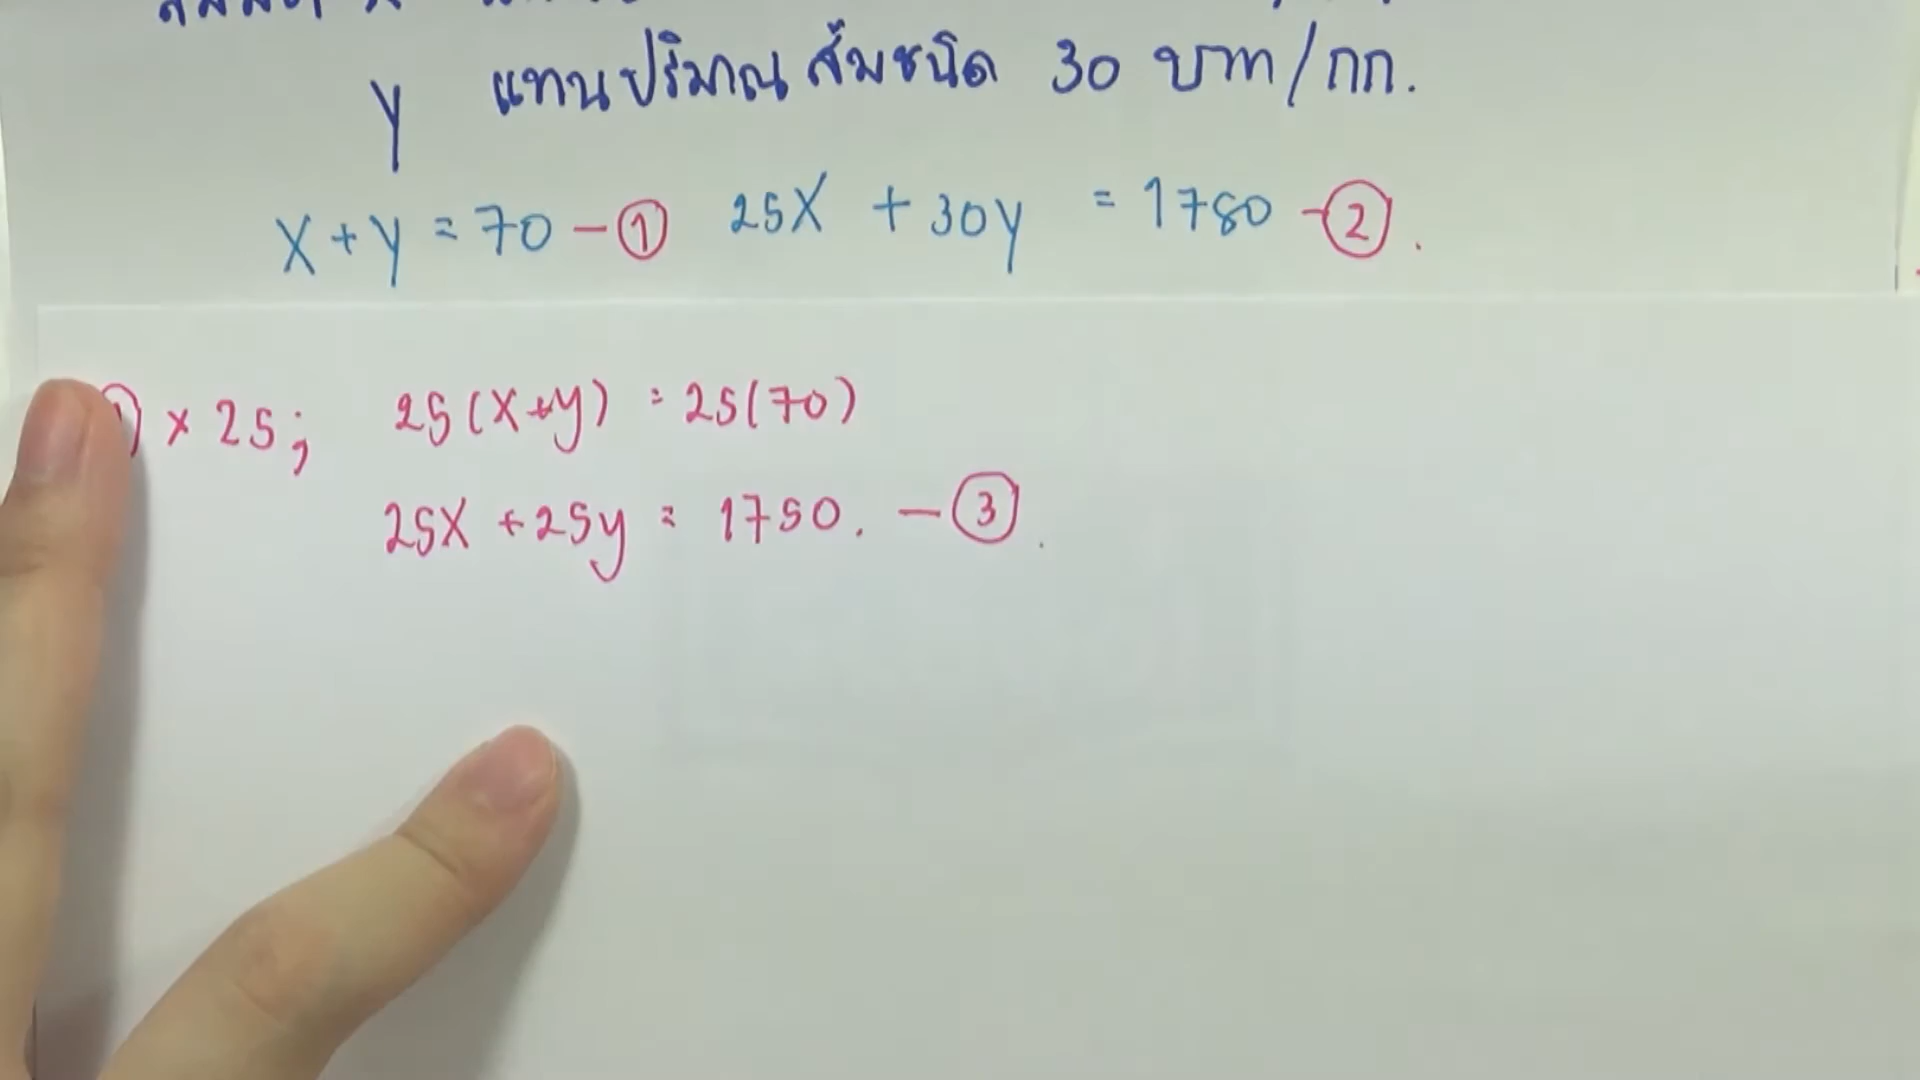 y แทนปริมาณส้มชนิด 30 บาท/กก.
x + y = 70 - ① 25x + 30y = 1780 - ②.
× 25; 25(x+y) = 25(70)
25x + 25y = 1750. - ③.